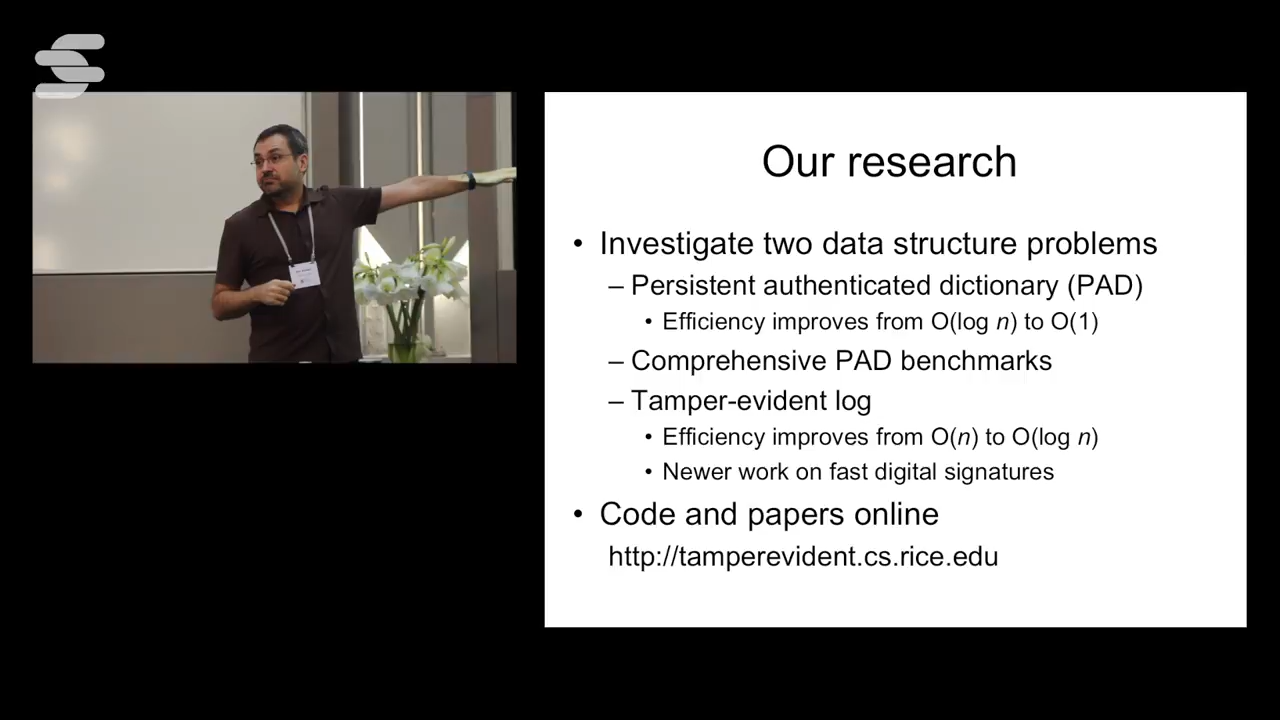 Our research
• Investigate two data structure problems
– Persistent authenticated dictionary (PAD)
• Efficiency improves from O(log n) to O(1)
– Comprehensive PAD benchmarks
– Tamper-evident log
• Efficiency improves from O(n) to O(log n)
• Newer work on fast digital signatures
• Code and papers online
http://tamperevident.cs.rice.edu